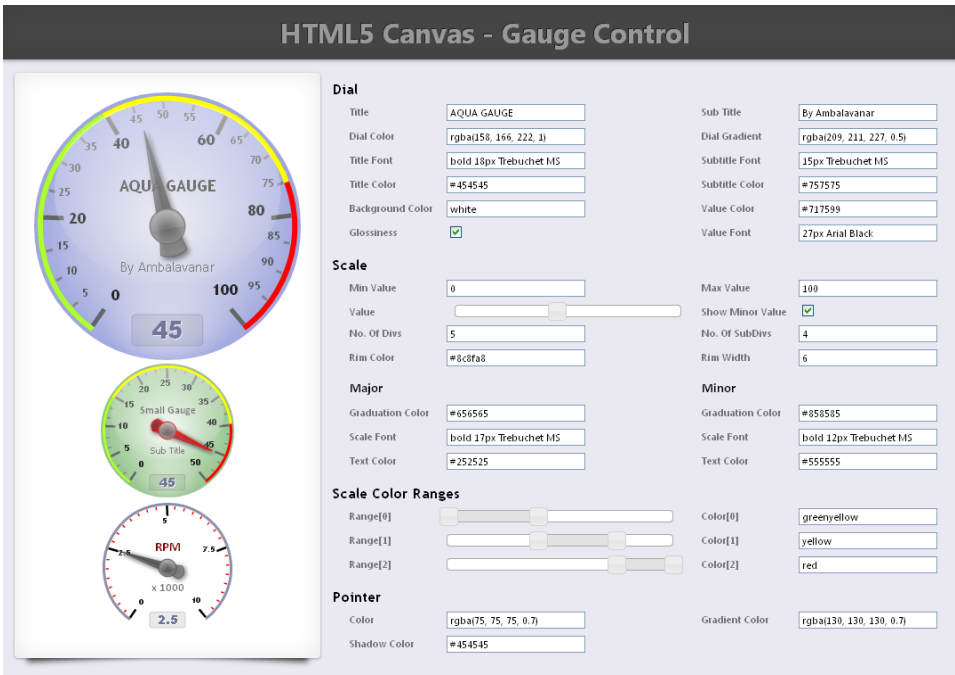 HTML5 Canvas - Gauge Control
45 50 55
35 40 60 65
30 70
25 AQUA GAUGE 75
20 80
15 85
10 By Ambalavanar 90
5 0 100 95
45
20 25 30
15 Small Gauge 35
10 40
5 Sub Title 45
0 50
45
5
2.5 RPM 7.5
x 1000
0 10
2.5
Dial
Title AQUA GAUGE Sub Title By Ambalavanar
Dial Color rgba(158, 166, 222, 1) Dial Gradient rgba(209, 211, 227, 0.5)
Title Font bold 18px Trebuchet MS Subtitle Font 15px Trebuchet MS
Title Color #454545 Subtitle Color #757575
Background Color white Value Color #717599
Glossiness Value Font 27px Arial Black
Scale
Min Value 0 Max Value 100
Value Show Minor Value
No. Of Divs 5 No. Of SubDivs 4
Rim Color #8c8fa8 Rim Width 6
Major Minor
Graduation Color #656565 Graduation Color #858585
Scale Font bold 17px Trebuchet MS Scale Font bold 12px Trebuchet MS
Text Color #252525 Text Color #555555
Scale Color Ranges
Range[0] Color[0] greenyellow
Range[1] Color[1] yellow
Range[2] Color[2] red
Pointer
Color rgba(75, 75, 75, 0.7) Gradient Color rgba(130, 130, 130, 0.7)
Shadow Color #454545